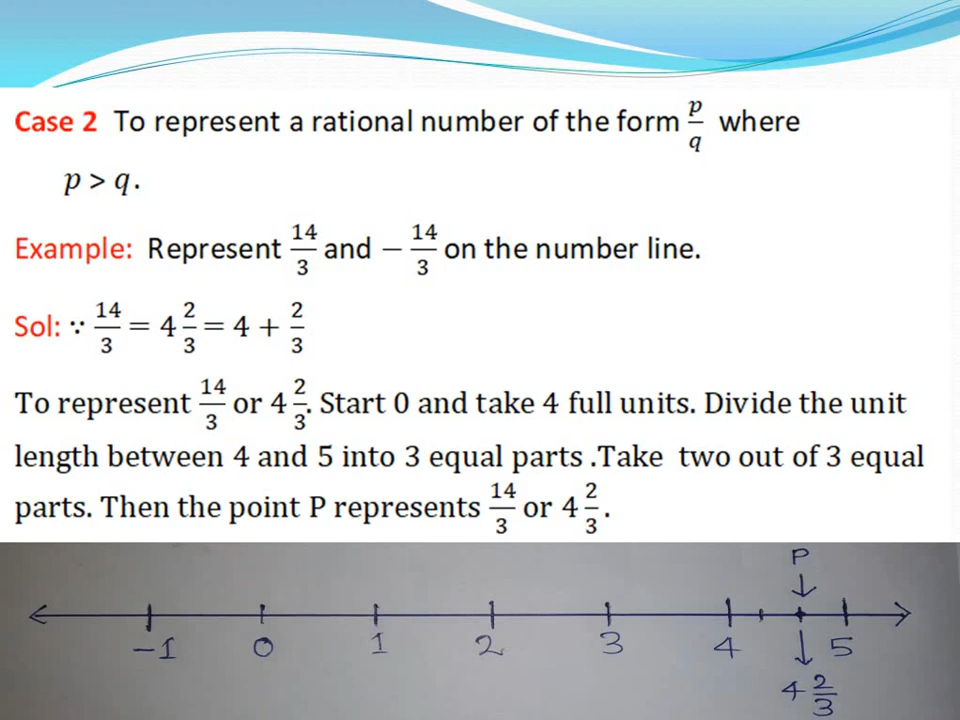 Case 2 To represent a rational number of the form p/q where
p > q.
Example: Represent 14/3 and − 14/3 on the number line.
Sol: ∵ 14/3 = 4 2/3 = 4 + 2/3
To represent 14/3 or 4 2/3. Start 0 and take 4 full units. Divide the unit
length between 4 and 5 into 3 equal parts .Take two out of 3 equal
parts. Then the point P represents 14/3 or 4 2/3 .
P
−1 0 1 2 3 4 5
4 2/3